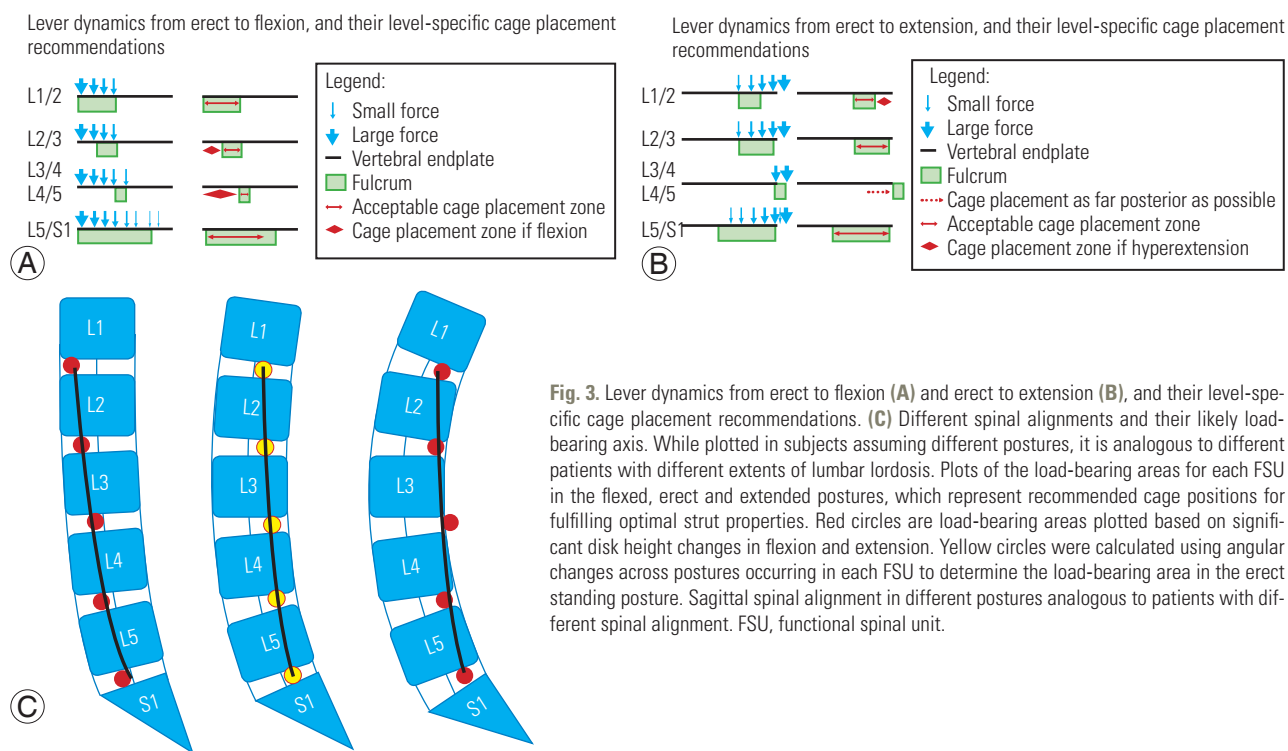 Lever dynamics from erect to flexion, and their level-specific cage placement
recommendations
L1/2
L2/3
L3/4
L4/5
L5/S1
Legend:
Small force
Large force
Vertebral endplate
Fulcrum
Acceptable cage placement zone
Cage placement zone if flexion
A
Lever dynamics from erect to extension, and their level-specific cage placement
recommendations
L1/2
L2/3
L3/4
L4/5
L5/S1
Legend:
Small force
Large force
Vertebral endplate
Fulcrum
Cage placement as far posterior as possible
Acceptable cage placement zone
Cage placement zone if hyperextension
B
L1
L2
L3
L4
L5
S1
L1
L2
L3
L4
L5
S1
L1
L2
L3
L4
L5
S1
C
Fig. 3. Lever dynamics from erect to flexion (A) and erect to extension (B), and their level-spe-
cific cage placement recommendations. (C) Different spinal alignments and their likely load-
bearing axis. While plotted in subjects assuming different postures, it is analogous to different
patients with different extents of lumbar lordosis. Plots of the load-bearing areas for each FSU
in the flexed, erect and extended postures, which represent recommended cage positions for
fulfilling optimal strut properties. Red circles are load-bearing areas plotted based on signifi-
cant disk height changes in flexion and extension. Yellow circles were calculated using angular
changes across postures occurring in each FSU to determine the load-bearing area in the erect
standing posture. Sagittal spinal alignment in different postures analogous to patients with dif-
ferent spinal alignment. FSU, functional spinal unit.